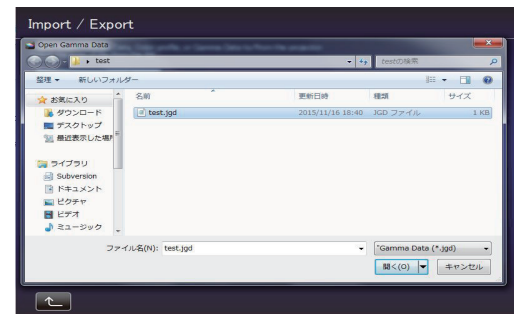 Import / Export
Open Gamma Data
test
testの検索
整理
新しいフォルダー
お気に入り
ダウンロード
デスクトップ
最近表示した場
ライブラリ
Subversion
ドキュメント
ピクチャ
ビデオ
ミュージック
名前 更新日時 種類 サイズ
test.jgd 2015/11/16 18:40 JGD ファイル 1 KB
ファイル名(N): test.jgd
"Gamma Data (*.jgd)
開く(O) キャンセル